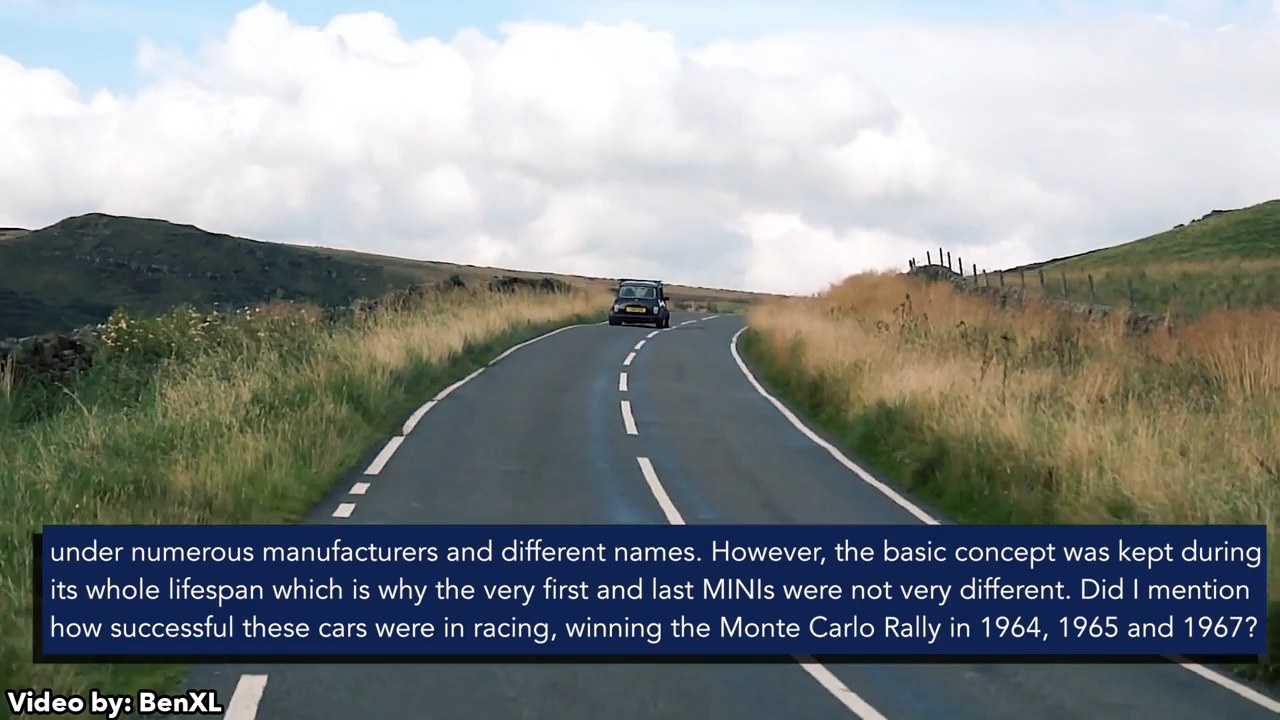 under numerous manufacturers and different names. However, the basic concept was kept during
its whole lifespan which is why the very first and last MINIs were not very different. Did I mention
how successful these cars were in racing, winning the Monte Carlo Rally in 1964, 1965 and 1967?
Video by: BenXL